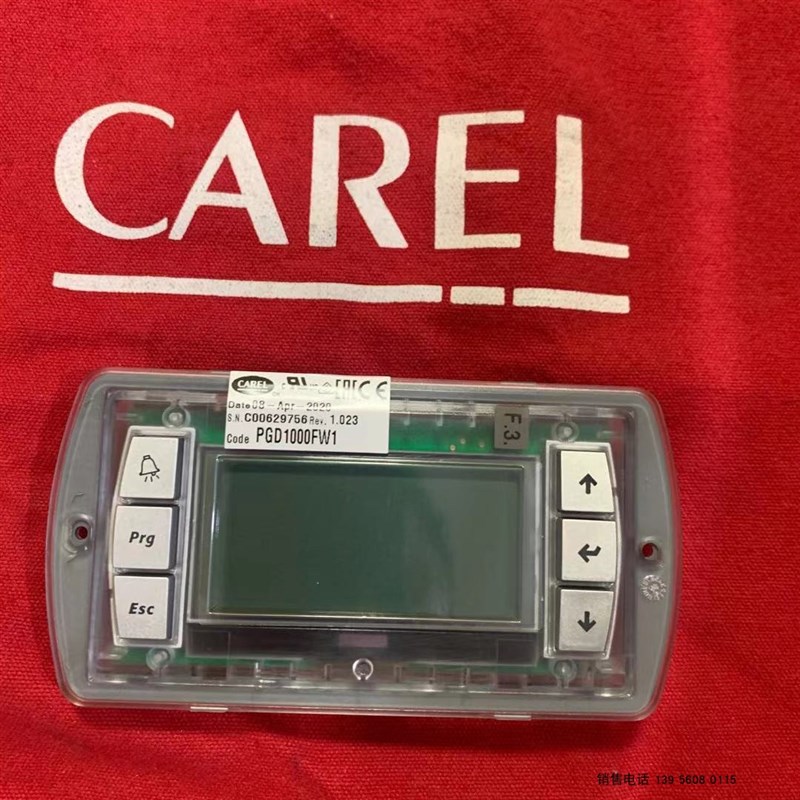 CAREL
CAREL
Date 08-Apr-2020
S.N. C00629756 Rev. 1.023
Code PGD1000FW1
F.3.
Prg
Esc
销售电话 139 5608 0115